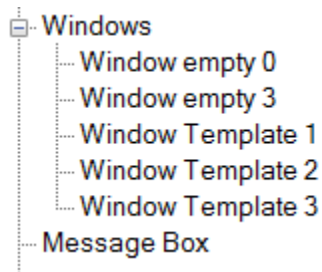 Windows
Window empty 0
Window empty 3
Window Template 1
Window Template 2
Window Template 3
Message Box